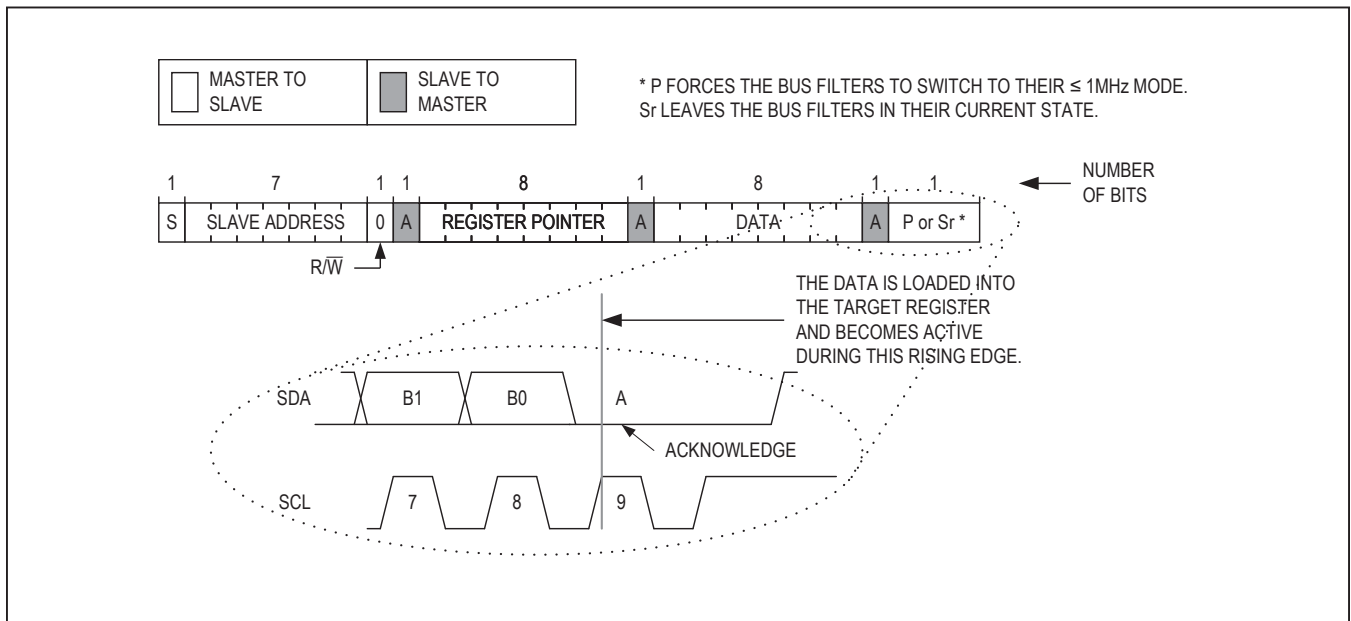 MASTER TO
SLAVE
SLAVE TO
MASTER
* P FORCES THE BUS FILTERS TO SWITCH TO THEIR ≤ 1MHz MODE.
Sr LEAVES THE BUS FILTERS IN THEIR CURRENT STATE.
1 7 1 1 8 1 8 1 1
NUMBER
OF BITS
S SLAVE ADDRESS 0 A REGISTER POINTER A DATA A P or Sr *
R/W̅
THE DATA IS LOADED INTO
THE TARGET REGISTER
AND BECOMES ACTIVE
DURING THIS RISING EDGE.
SDA B1 B0 A
ACKNOWLEDGE
SCL 7 8 9